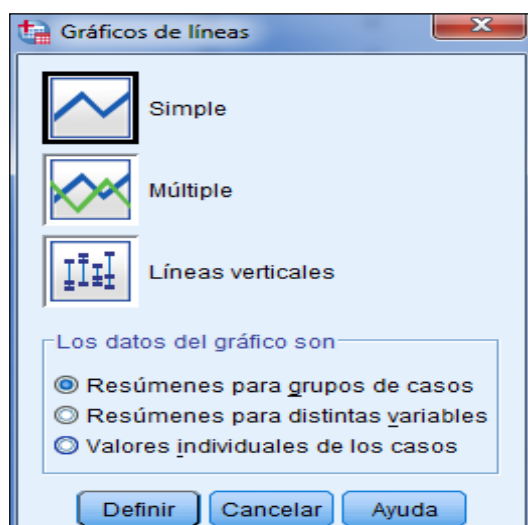 Gráficos de líneas
Simple
Múltiple
Líneas verticales
Los datos del gráfico son
Resúmenes para grupos de casos
Resúmenes para distintas variables
Valores individuales de los casos
Definir Cancelar Ayuda